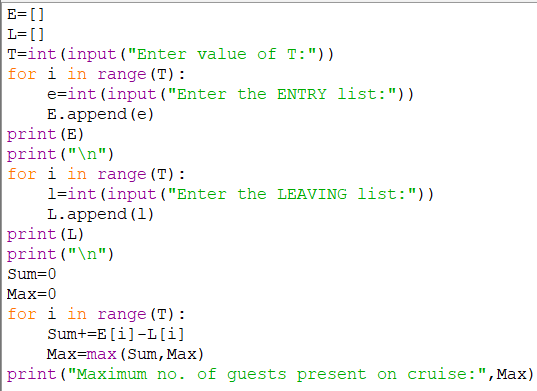 E=[]
L=[]
T=int(input("Enter value of T:"))
for i in range(T):
    e=int(input("Enter the ENTRY list:"))
    E.append(e)
print(E)
print("\n")
for i in range(T):
    l=int(input("Enter the LEAVING list:"))
    L.append(l)
print(L)
print("\n")
Sum=0
Max=0
for i in range(T):
    Sum+=E[i]-L[i]
    Max=max(Sum,Max)
print("Maximum no. of guests present on cruise:",Max)